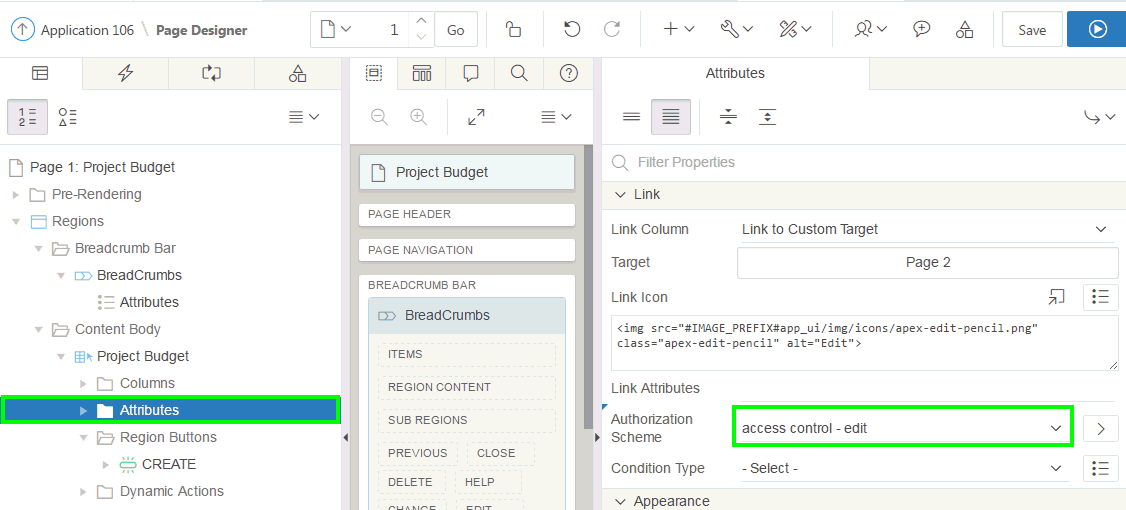 Application 106 \ Page Designer
1
Go
Save
1
2
Page 1: Project Budget
Pre-Rendering
Regions
Breadcrumb Bar
BreadCrumbs
Attributes
Content Body
Project Budget
Columns
Attributes
Region Buttons
CREATE
Dynamic Actions
Project Budget
PAGE HEADER
PAGE NAVIGATION
BREADCRUMB BAR
BreadCrumbs
ITEMS
REGION CONTENT
SUB REGIONS
PREVIOUS CLOSE
DELETE HELP
CHANGE EDIT
Attributes
Filter Properties
Link
Link Column Link to Custom Target
Target Page 2
Link Icon
<img src="#IMAGE_PREFIX#app_ui/img/icons/apex-edit-pencil.png"
class="apex-edit-pencil" alt="Edit">
Link Attributes
Authorization
Scheme access control - edit
Condition Type - Select -
Appearance